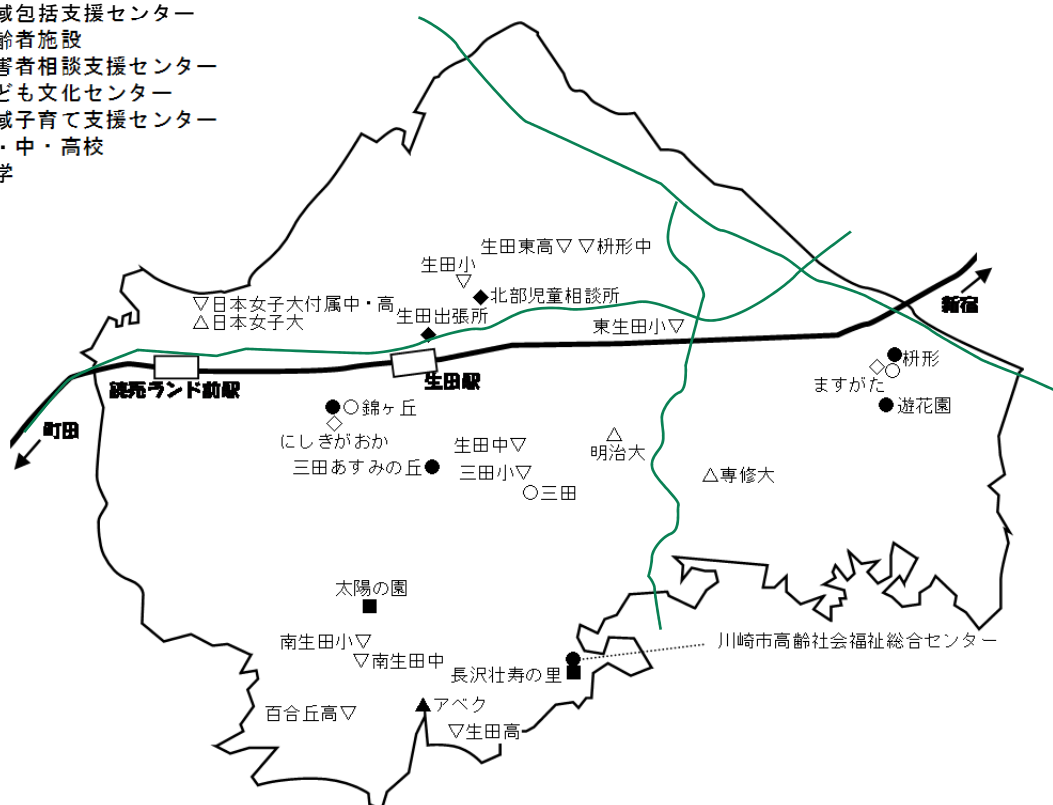 域包括支援センター
齢者施設
害者相談支援センター
ども文化センター
域子育て支援センター
・中・高校
学
生田東高▽ ▽枡形中
生田小
▽
◆北部児童相談所
▽日本女子大付属中・高
△日本女子大
生田出張所
◆
東生田小▽
新宿
読売ランド前駅
生田駅
●枡形
◇○
ますがた
●遊花園
町田
●○錦ヶ丘
◇
にしきがおか
三田あすみの丘●
生田中▽
三田小▽
○三田
△
明治大
△専修大
太陽の園
■
南生田小▽
▽南生田中
川崎市高齢社会福祉総合センター
●
長沢壮寿の里■
▲アベク
百合丘高▽
▽生田高